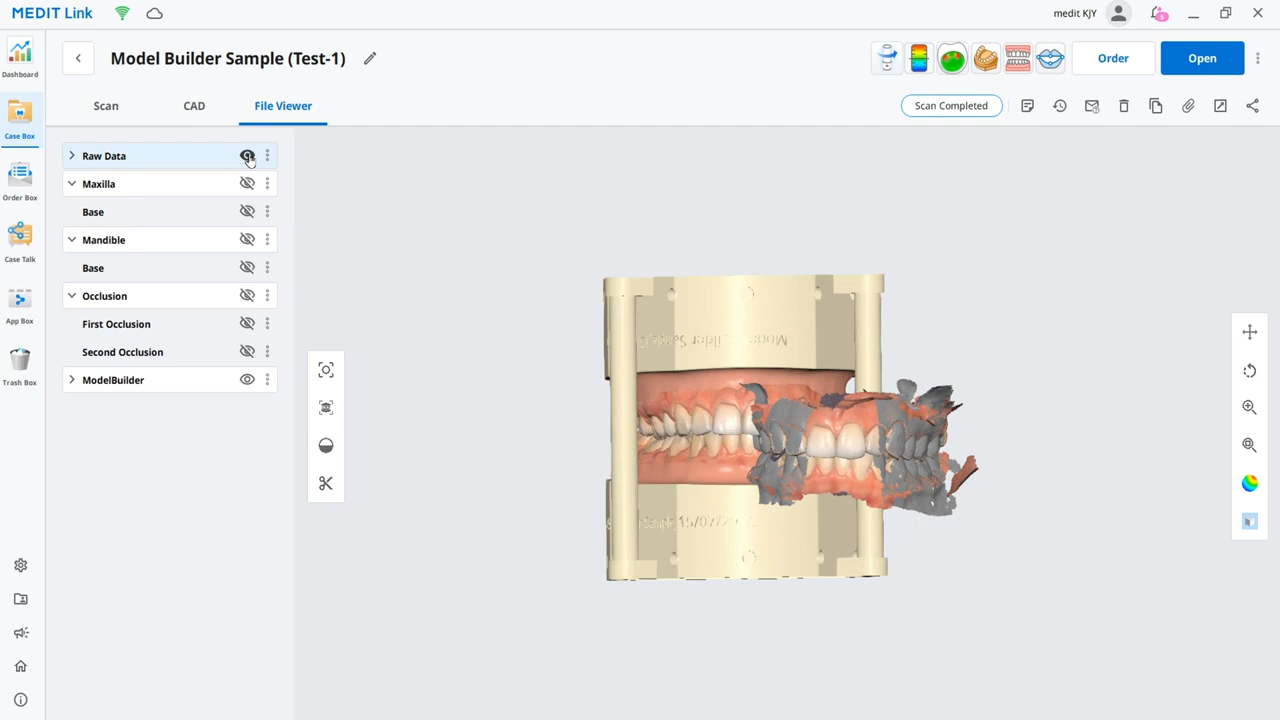 MEDIT Link
medit KJY
5
Dashboard
Case Box
Order Box
Case Talk
App Box
Trash Box
Model Builder Sample (Test-1)
Order
Open
Scan
CAD
File Viewer
Scan Completed
Raw Data
Maxilla
Base
Mandible
Base
Occlusion
First Occlusion
Second Occlusion
ModelBuilder